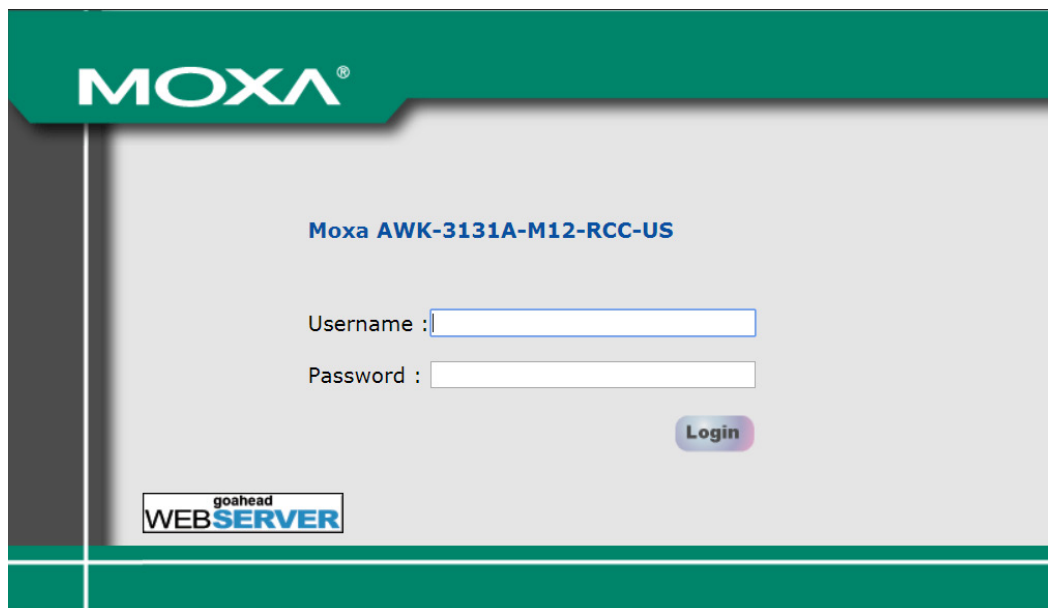 MOXA®
Moxa AWK-3131A-M12-RCC-US
Username :
Password :
Login
goahead
WEBSERVER